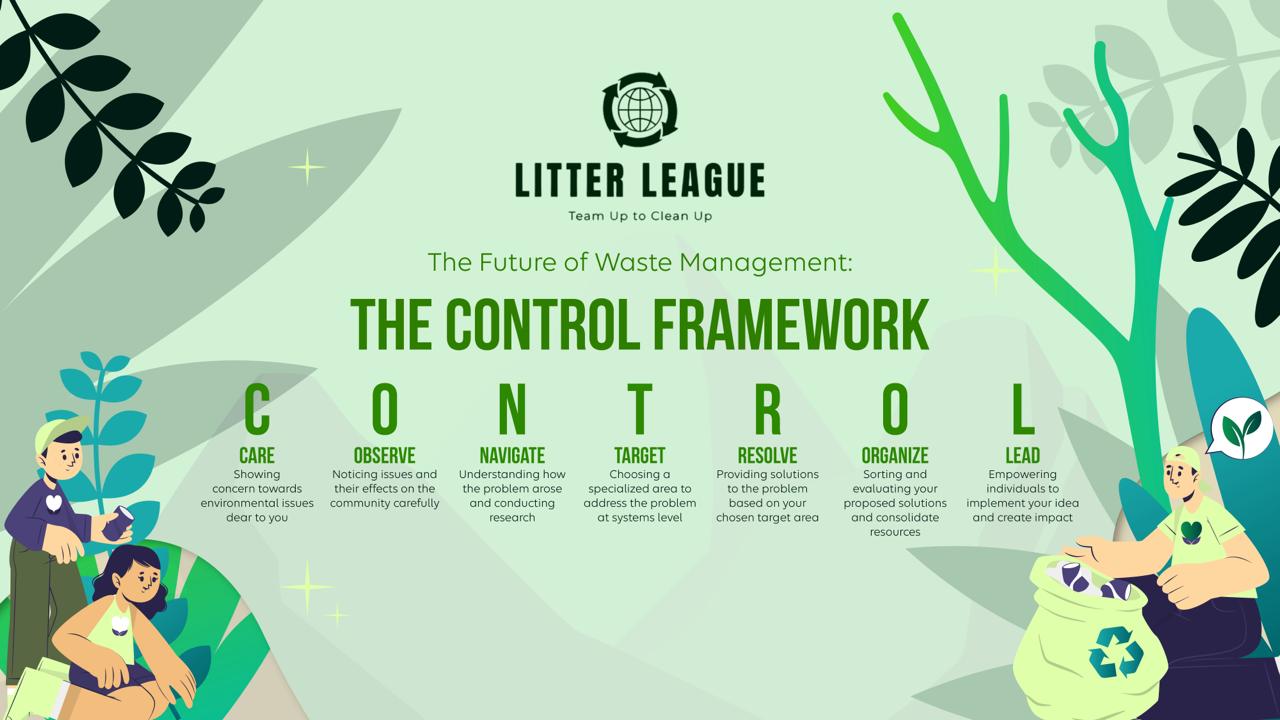 LITTER LEAGUE
Team Up to Clean Up
The Future of Waste Management:
THE CONTROL FRAMEWORK
C
CARE
Showing
concern towards
environmental issues
dear to you
O
OBSERVE
Noticing issues and
their effects on the
community carefully
N
NAVIGATE
Understanding how
the problem arose
and conducting
research
T
TARGET
Choosing a
specialized area to
address the problem
at systems level
R
RESOLVE
Providing solutions
to the problem
based on your
chosen target area
O
ORGANIZE
Sorting and
evaluating your
proposed solutions
and consolidate
resources
L
LEAD
Empowering
individuals to
implement your idea
and create impact